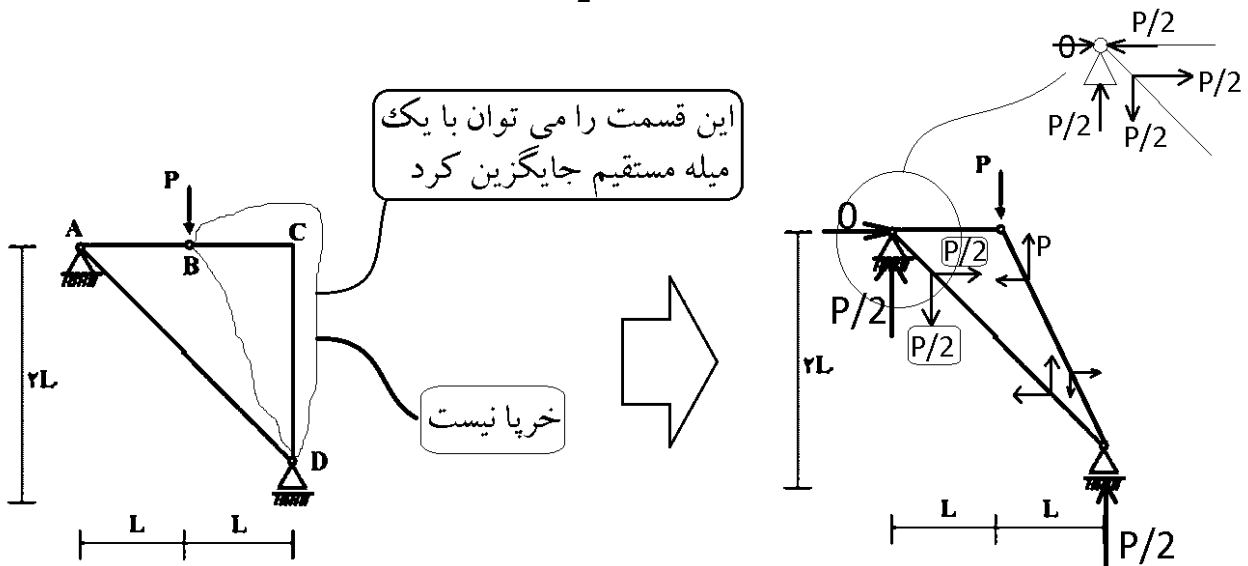 P/2
0
P/2
P/2
P/2
این قسمت را می توان با یک
میله مستقیم جایگزین کرد
P
P
A
C
0
B
P/2
P
P/2
P/2
۲L
۲L
خرپا نیست
D
L
L
L
L
P/2